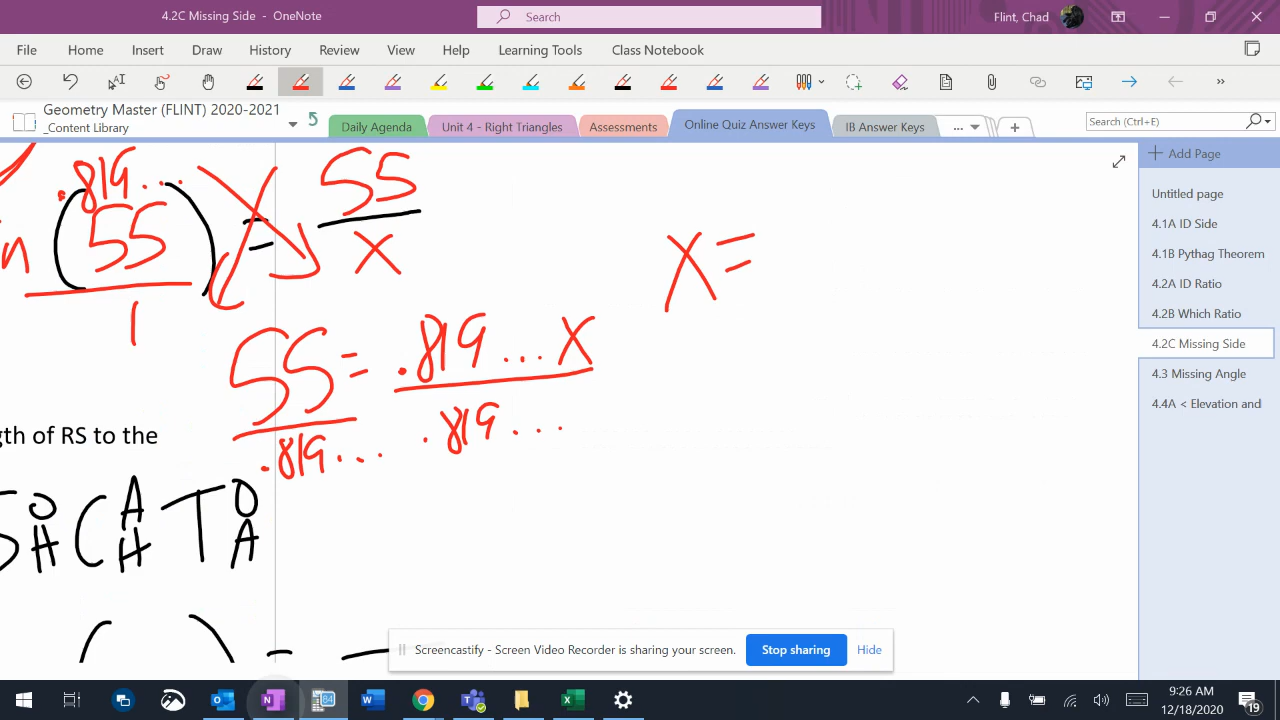 4.2C Missing Side - OneNote
Search
Flint, Chad
File Home Insert Draw History Review View Help Learning Tools Class Notebook
Geometry Master (FLINT) 2020-2021
_Content Library
Daily Agenda
Unit 4 - Right Triangles
Assessments
Online Quiz Answer Keys
IB Answer Keys
...
Search (Ctrl+E)
Add Page
Untitled page
4.1A ID Side
4.1B Pythag Theorem
4.2A ID Ratio
4.2B Which Ratio
4.2C Missing Side
4.3 Missing Angle
4.4A < Elevation and
.819...
n (55) = 55
1 x
x =
55 = .819... x
.819... .819...
gth of RS to the
S O H C A H T O A
( ) =
Screencastify - Screen Video Recorder is sharing your screen.
Stop sharing
Hide
84
9:26 AM
12/18/2020
19